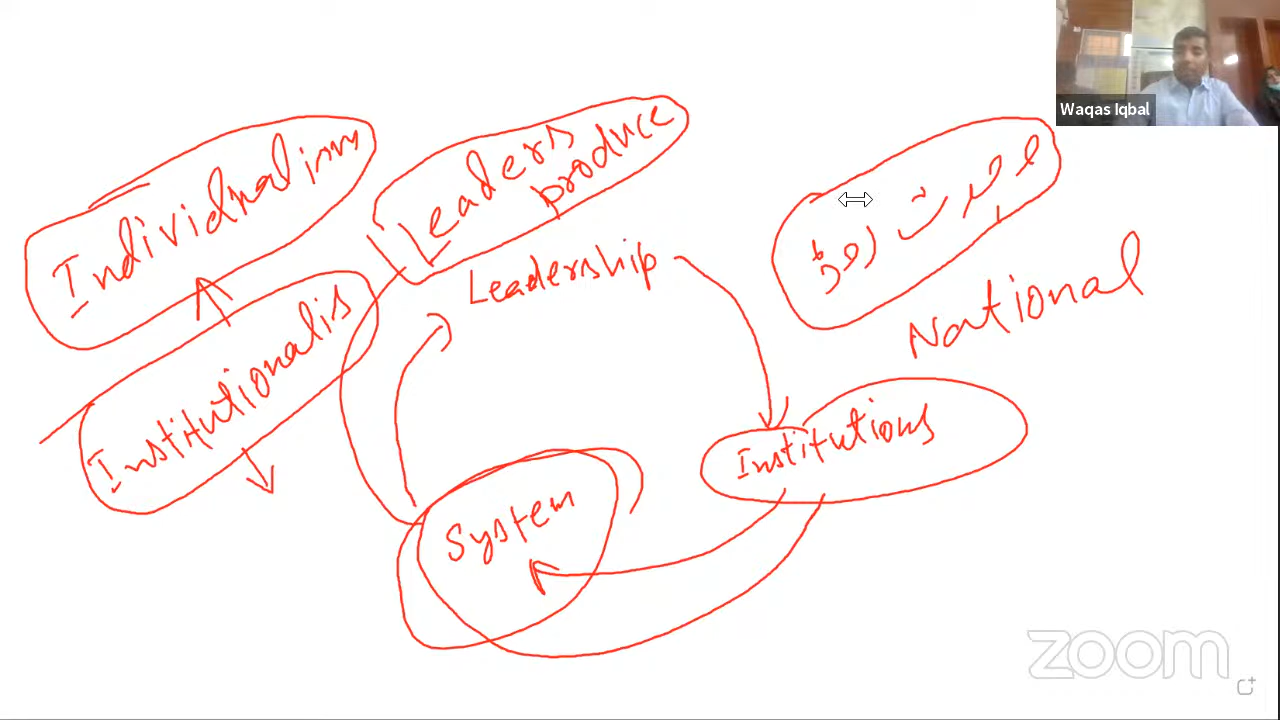 Waqas Iqbal
Individualism
Leaders
produce
Leadership
National
Institutionalis
Institutions
System
zoom